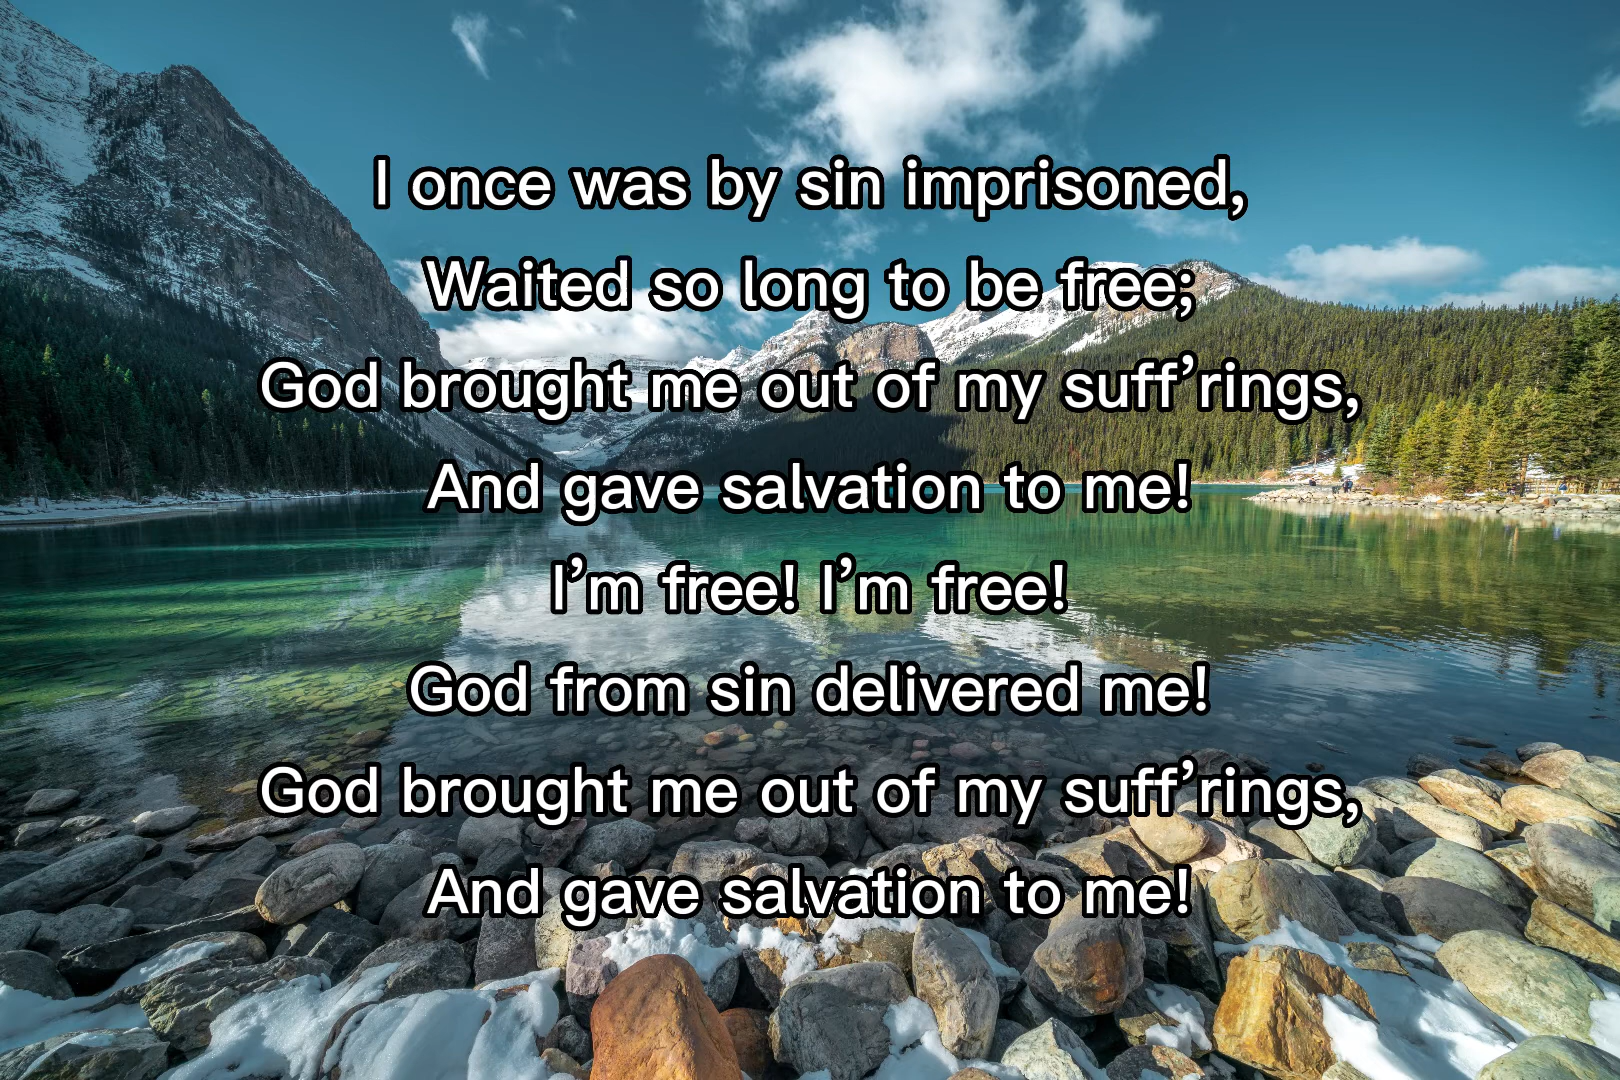 I once was by sin imprisoned,
Waited so long to be free;
God brought me out of my suff’rings,
And gave salvation to me!
I’m free! I’m free!
God from sin delivered me!
God brought me out of my suff’rings,
And gave salvation to me!